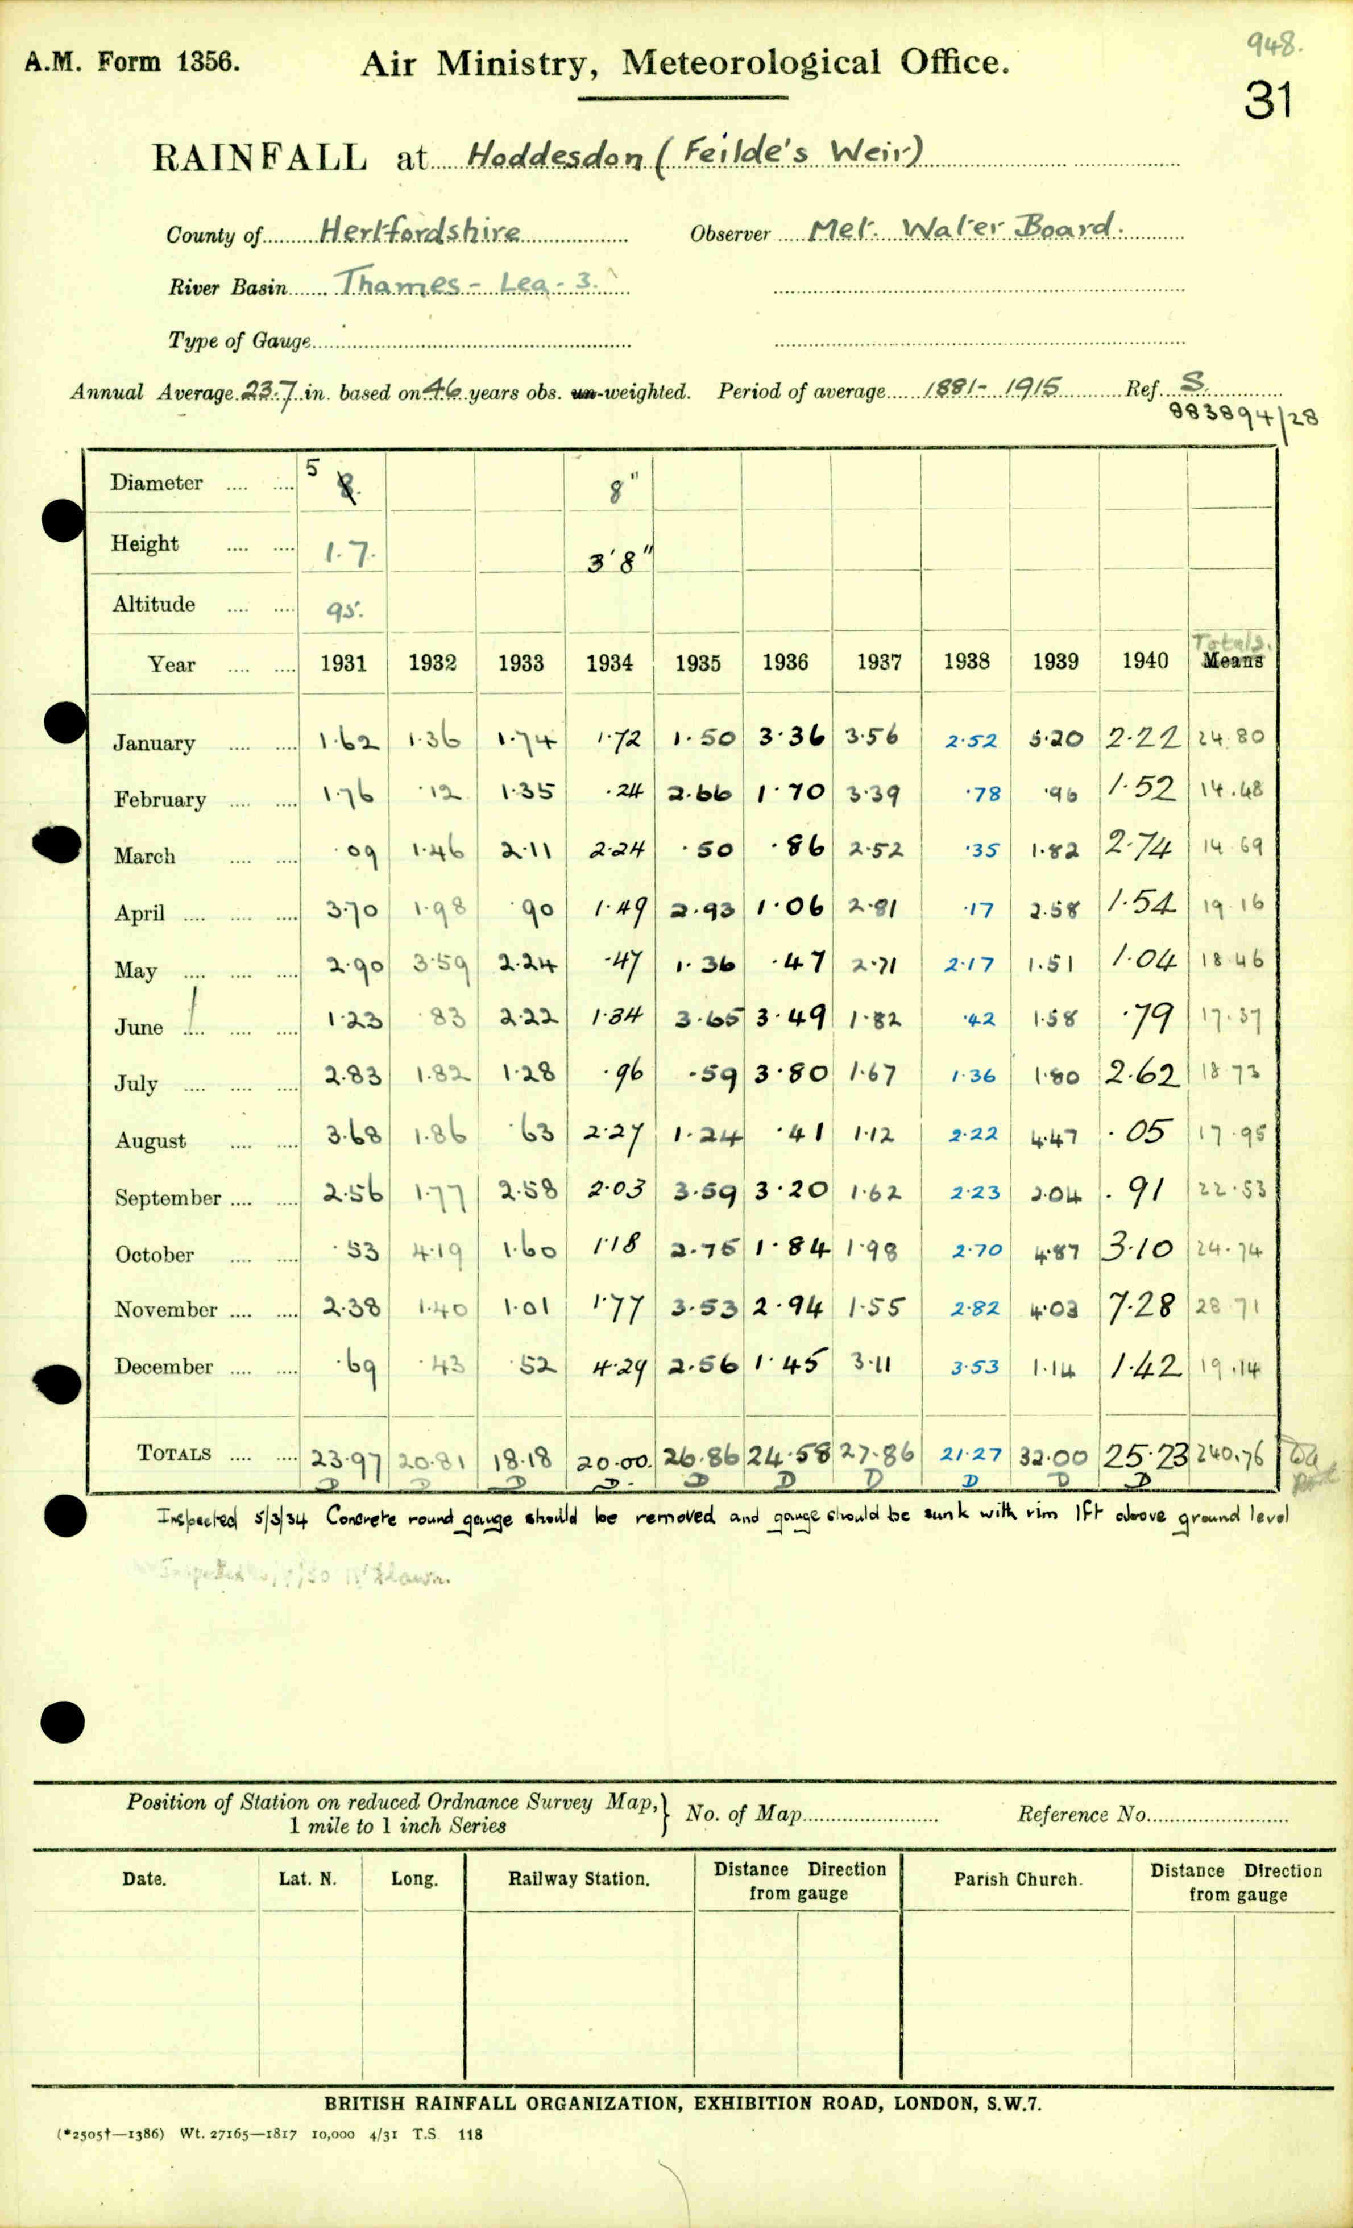 948.
A.M. Form 1356. Air Ministry, Meteorological Office.
31
RAINFALL at Hoddesdon (Feilde's Weir)
County of Hertfordshire Observer Met. Water Board.
River Basin Thames - Lea - 3.
Type of Gauge
Annual Average 23.7 in. based on 46 years obs. un-weighted. Period of average 1881-1915 Ref. S.
883894/28
Diameter 5 8. 8"
Height 1.7. 3'8"
Altitude 95.
Totals.
Year 1931 1932 1933 1934 1935 1936 1937 1938 1939 1940 Means
January 1.62 1.36 1.74 1.72 1.50 3.36 3.56 2.52 5.20 2.22 24.80
February 1.76 .12 1.35 .24 2.66 1.70 3.39 .78 .96 1.52 14.48
March .09 1.46 2.11 2.24 .50 .86 2.52 .35 1.82 2.74 14.69
April 3.70 1.98 .90 1.49 2.93 1.06 2.81 .17 2.58 1.54 19.16
May 2.90 3.59 2.24 .47 1.36 .47 2.71 2.17 1.51 1.04 18.46
June 1.23 .83 2.22 1.34 3.65 3.49 1.82 .42 1.58 .79 17.37
July 2.83 1.82 1.28 .96 .59 3.80 1.67 1.36 1.80 2.62 18.73
August 3.68 1.86 .63 2.27 1.24 .41 1.12 2.22 4.47 .05 17.95
September 2.56 1.77 2.58 2.03 3.59 3.20 1.62 2.23 2.04 .91 22.53
October .53 4.19 1.60 1.18 2.75 1.84 1.98 2.70 4.87 3.10 24.74
November 2.38 1.40 1.01 1.77 3.53 2.94 1.55 2.82 4.03 7.28 28.71
December .69 .43 .52 4.29 2.56 1.45 3.11 3.53 1.14 1.42 19.14
TOTALS 23.97 20.81 18.18 20.00. 26.86 24.58 27.86 21.27 32.00 25.23 240.76
D D D D. D D D D D D
Inspected 5/3/34 Concrete round gauge should be removed and gauge should be sunk with rim 1ft above ground level
Position of Station on reduced Ordnance Survey Map, } No. of Map Reference No.
1 mile to 1 inch Series
Date. Lat. N. Long. Railway Station. Distance Direction from gauge Parish Church. Distance Direction from gauge
BRITISH RAINFALL ORGANIZATION, EXHIBITION ROAD, LONDON, S.W.7.
(*2505†—1386) Wt. 27165—1817 10,000 4/31 T.S 118